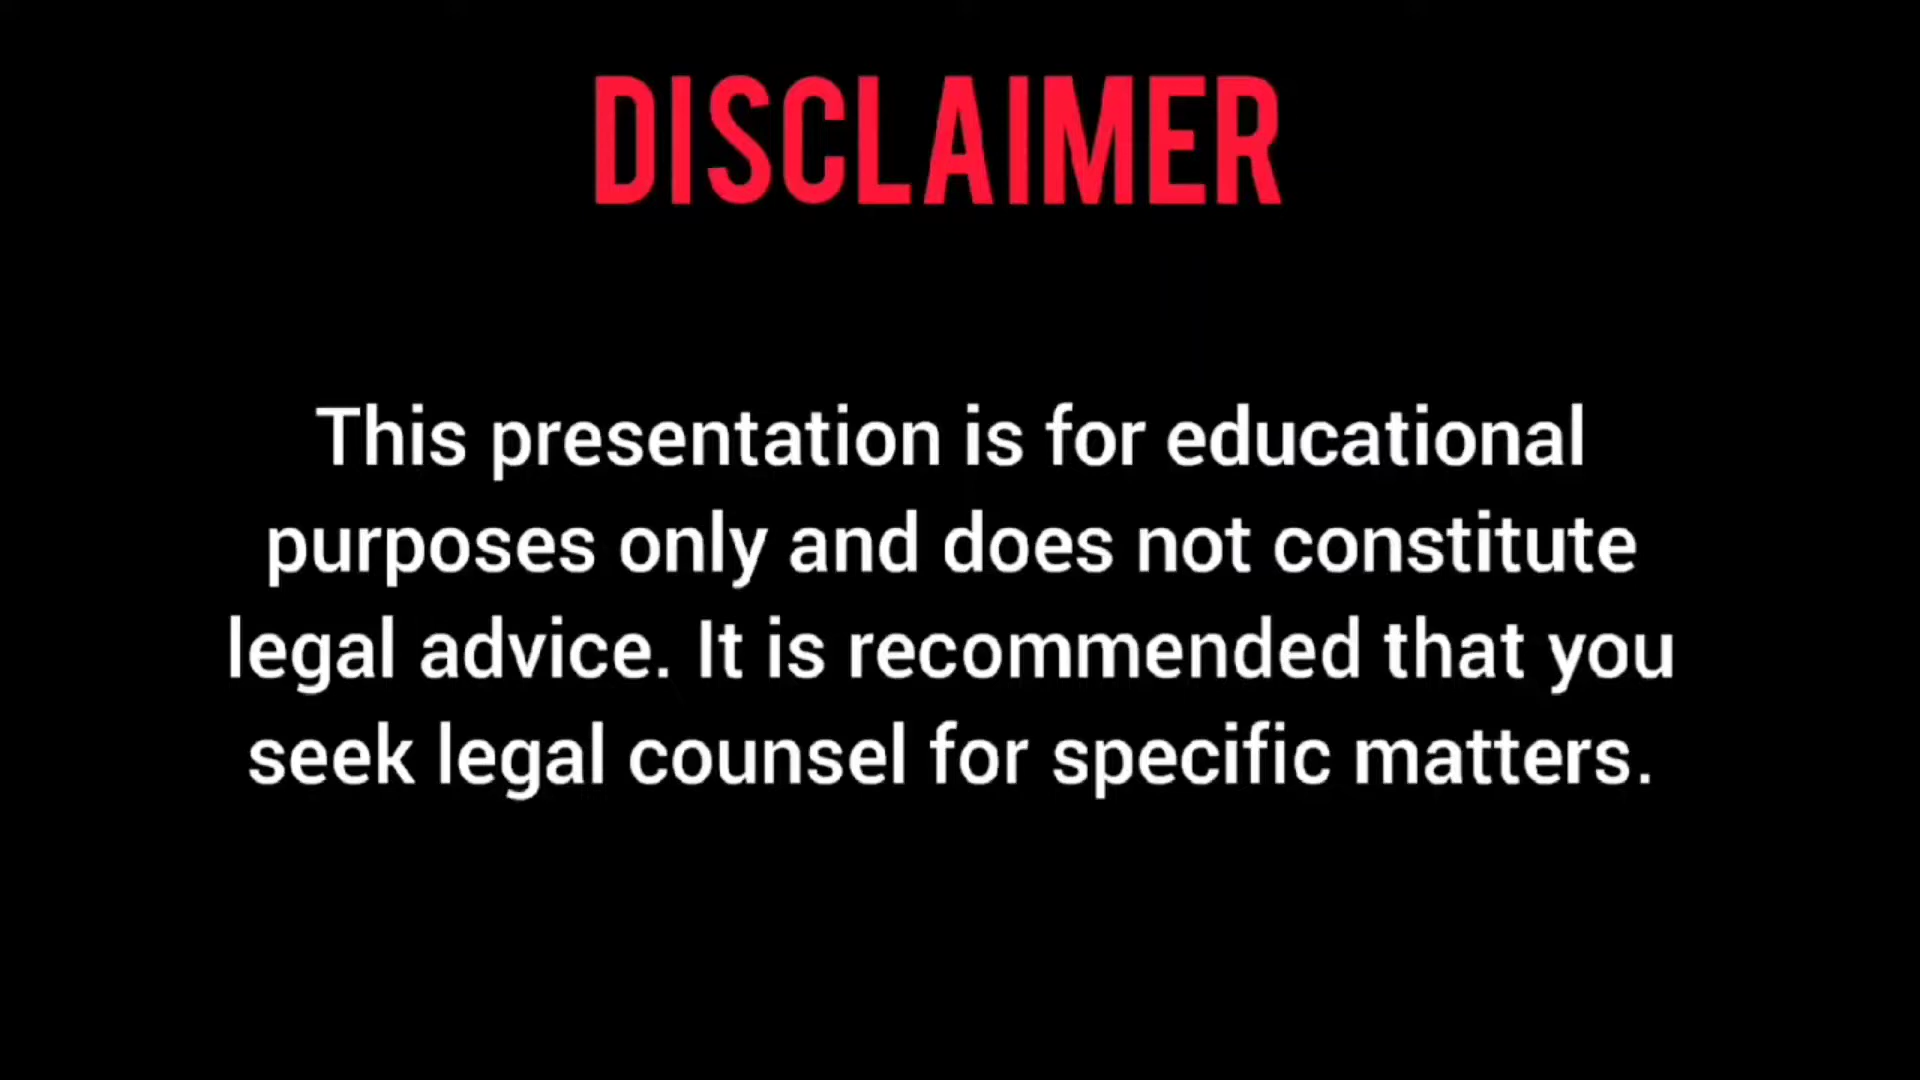 DISCLAIMER
This presentation is for educational
purposes only and does not constitute
legal advice. It is recommended that you
seek legal counsel for specific matters.